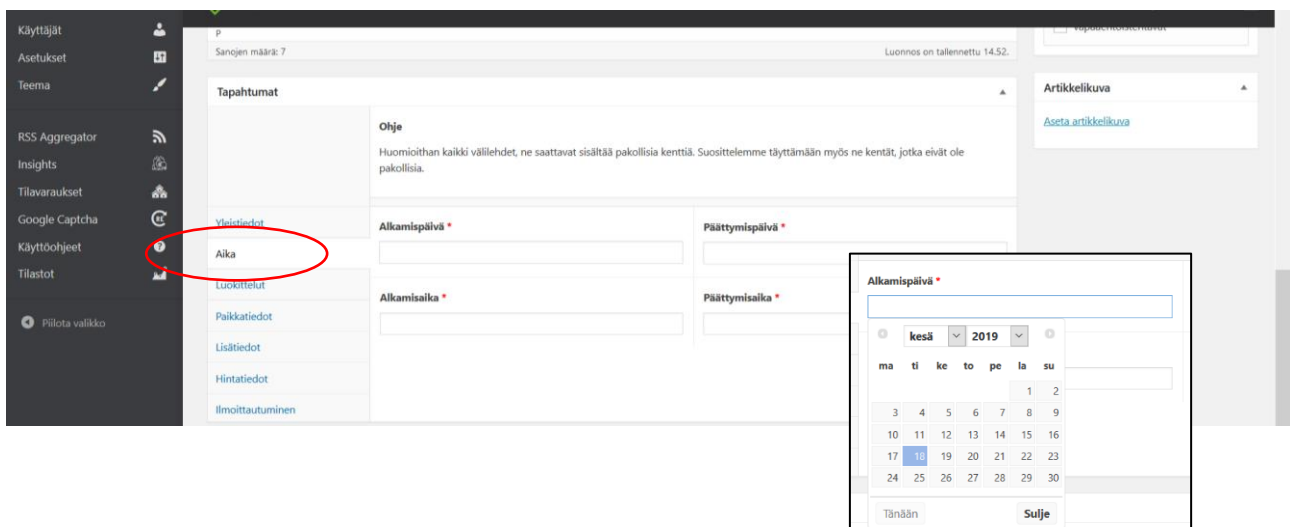 Käyttäjät
Asetukset
Teema
RSS Aggregator
Insights
Tilavaraukset
Google Captcha
Käyttöohjeet
Tilastot
Piilota valikko
P
Sanojen määrä: 7
Luonnos on tallennettu 14.52.
Tapahtumat
Ohje
Huomioithan kaikki välilehdet, ne saattavat sisältää pakollisia kenttiä. Suosittelemme täyttämään myös ne kentät, jotka eivät ole
pakollisia.
Yleistiedot
Aika
Luokittelut
Paikkatiedot
Lisätiedot
Hintatiedot
Ilmoittautuminen
Alkamispäivä *
Päättymispäivä *
Alkamisaika *
Päättymisaika *
Artikkelikuva
Aseta artikkelikuva
Alkamispäivä *
kesä 2019
ma ti ke to pe la su
1 2
3 4 5 6 7 8 9
10 11 12 13 14 15 16
17 18 19 20 21 22 23
24 25 26 27 28 29 30
Tänään Sulje